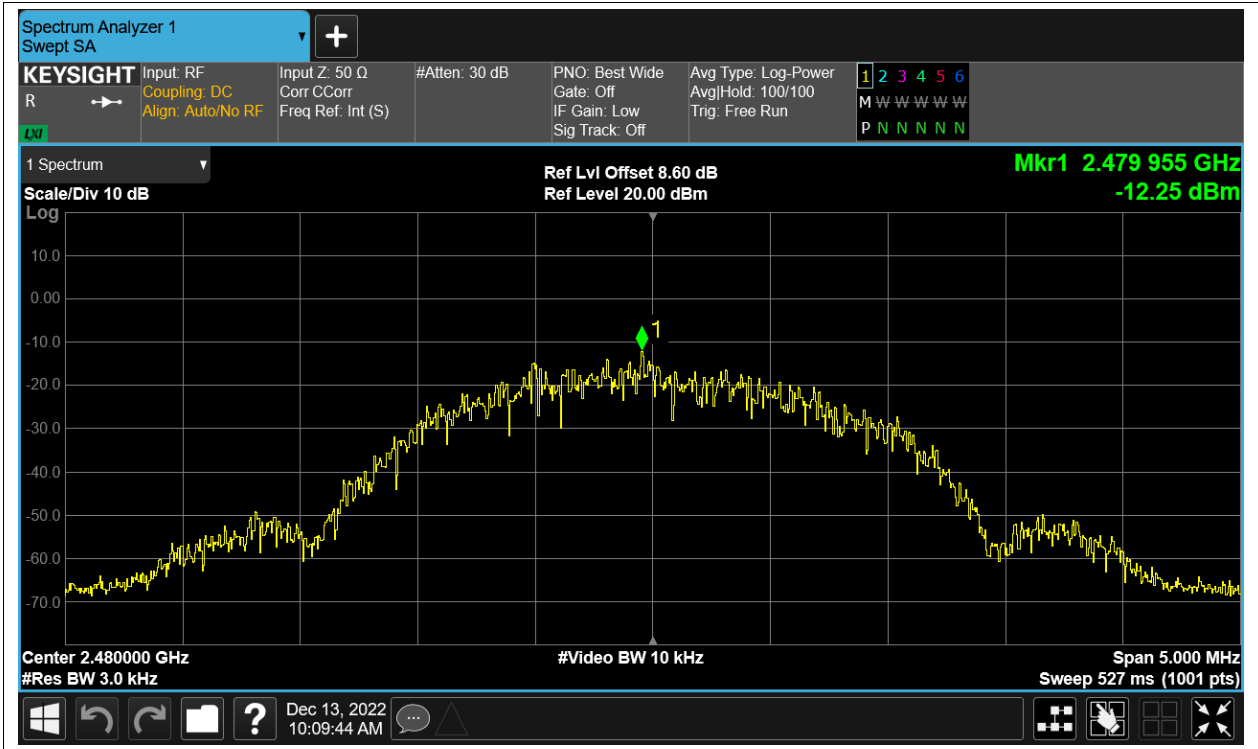 Spectrum Analyzer 1
Swept SA
KEYSIGHT
R
LXI
Input: RF
Coupling: DC
Align: Auto/No RF
Input Z: 50 Ω
Corr CCorr
Freq Ref: Int (S)
#Atten: 30 dB
PNO: Best Wide
Gate: Off
IF Gain: Low
Sig Track: Off
Avg Type: Log-Power
Avg|Hold: 100/100
Trig: Free Run
1 2 3 4 5 6
M W W W W W W
P N N N N N N
1 Spectrum
Scale/Div 10 dB
Log
Ref Lvl Offset 8.60 dB
Ref Level 20.00 dBm
Mkr1 2.479 955 GHz
-12.25 dBm
10.0
0.00
-10.0
-20.0
-30.0
-40.0
-50.0
-60.0
-70.0
1
Center 2.480000 GHz
#Res BW 3.0 kHz
#Video BW 10 kHz
Span 5.000 MHz
Sweep 527 ms (1001 pts)
?
Dec 13, 2022
10:09:44 AM